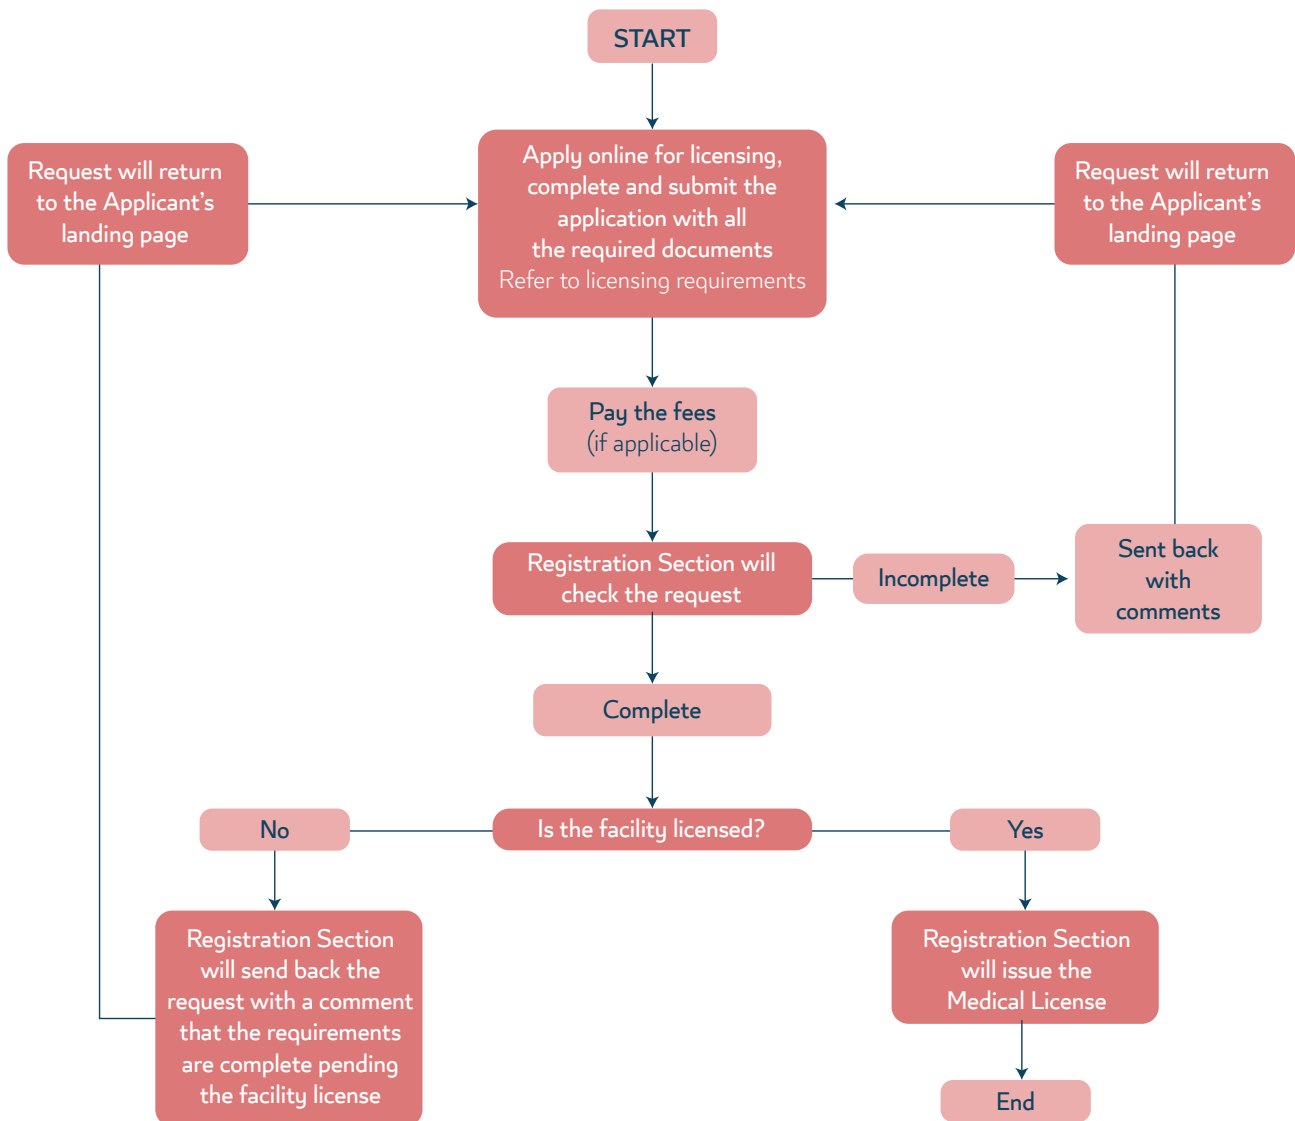 START
Request will return
to the Applicant's
landing page
Apply online for licensing,
complete and submit the
application with all
the required documents
Refer to licensing requirements
Request will return
to the Applicant's
landing page
Pay the fees
(if applicable)
Registration Section will
check the request
Incomplete
Sent back
with
comments
Complete
No
Is the facility licensed?
Yes
Registration Section
will send back the
request with a comment
that the requirements
are complete pending
the facility license
Registration Section
will issue the
Medical License
End